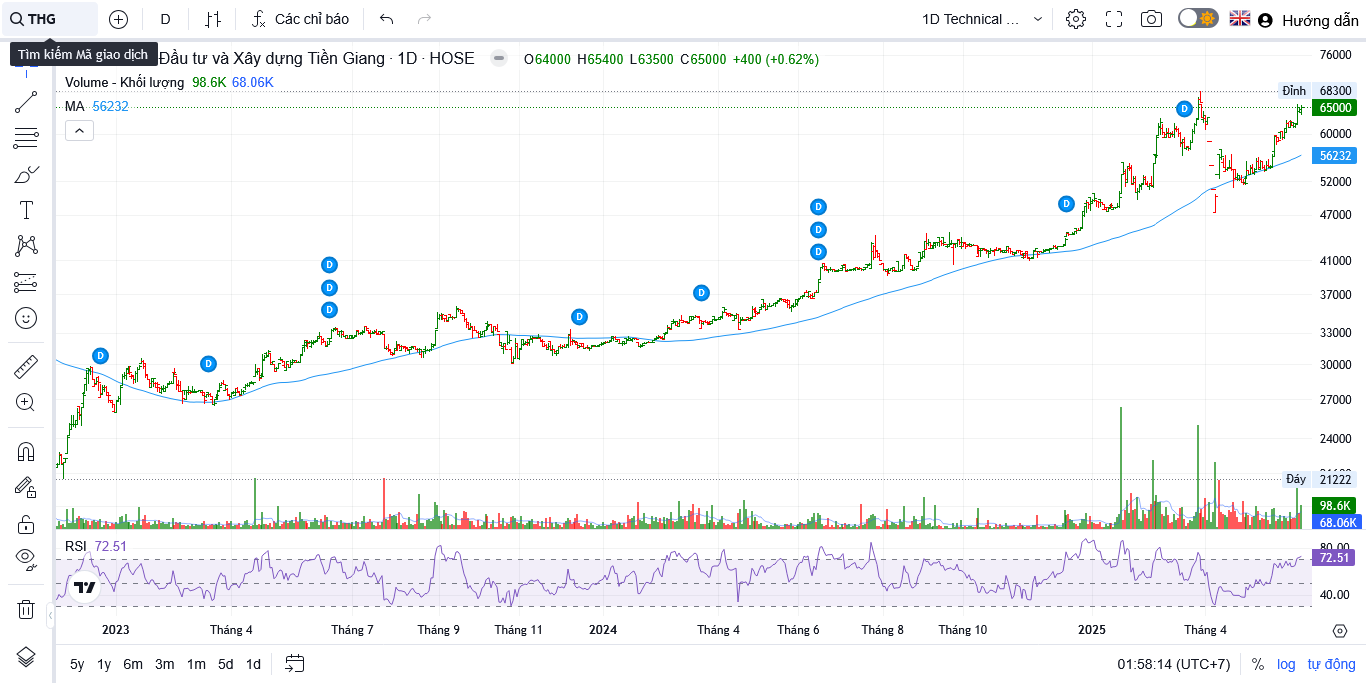 THG D Các chỉ báo 1D Technical ... Hướng dẫn
Tìm kiếm Mã giao dịch
Đầu tư và Xây dựng Tiền Giang · 1D · HOSE O64000 H65400 L63500 C65000 +400 (+0.62%)
Volume - Khối lượng 98.6K 68.06K
MA 56232
76000
Đỉnh 68300
65000
60000
56232
52000
47000
41000
37000
33000
30000
27000
24000
Đáy 21222
98.6K
68.06K
D
D
D
D
D
D
D
D
D
D
D
D
RSI 72.51
80.00
72.51
40.00
2023 Tháng 4 Tháng 7 Tháng 9 Tháng 11 2024 Tháng 4 Tháng 6 Tháng 8 Tháng 10 2025 Tháng 4
5y 1y 6m 3m 1m 5d 1d 01:58:14 (UTC+7) % log tự động